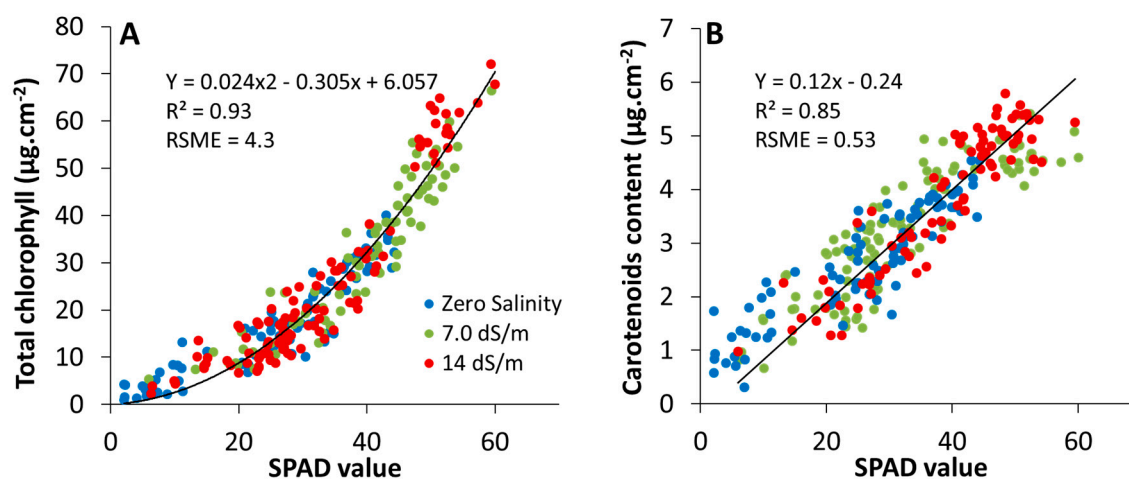 A
Total chlorophyll (µg.cm-2)
80
70
60
50
40
30
20
10
0
Y = 0.024x2 - 0.305x + 6.057
R² = 0.93
RSME = 4.3
Zero Salinity
7.0 dS/m
14 dS/m
0 20 40 60
SPAD value
B
Carotenoids content (µg.cm-2)
7
6
5
4
3
2
1
0
Y = 0.12x - 0.24
R² = 0.85
RSME = 0.53
0 20 40 60
SPAD value